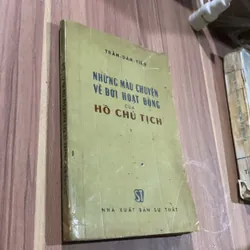 TRẦN DÂN TIÊN
NHỮNG MẨU CHUYỆN
VỀ ĐỜI HOẠT ĐỘNG
CỦA
HỒ CHỦ TỊCH
ST
NHÀ XUẤT BẢN SỰ THẬT